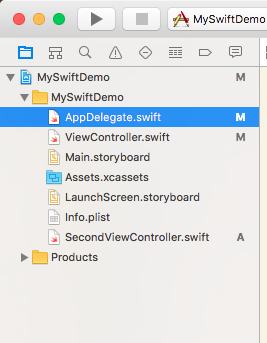 MySwiftDemo
MySwiftDemo M
MySwiftDemo
AppDelegate.swift M
ViewController.swift M
Main.storyboard
Assets.xcassets
LaunchScreen.storyboard
Info.plist
SecondViewController.swift A
Products